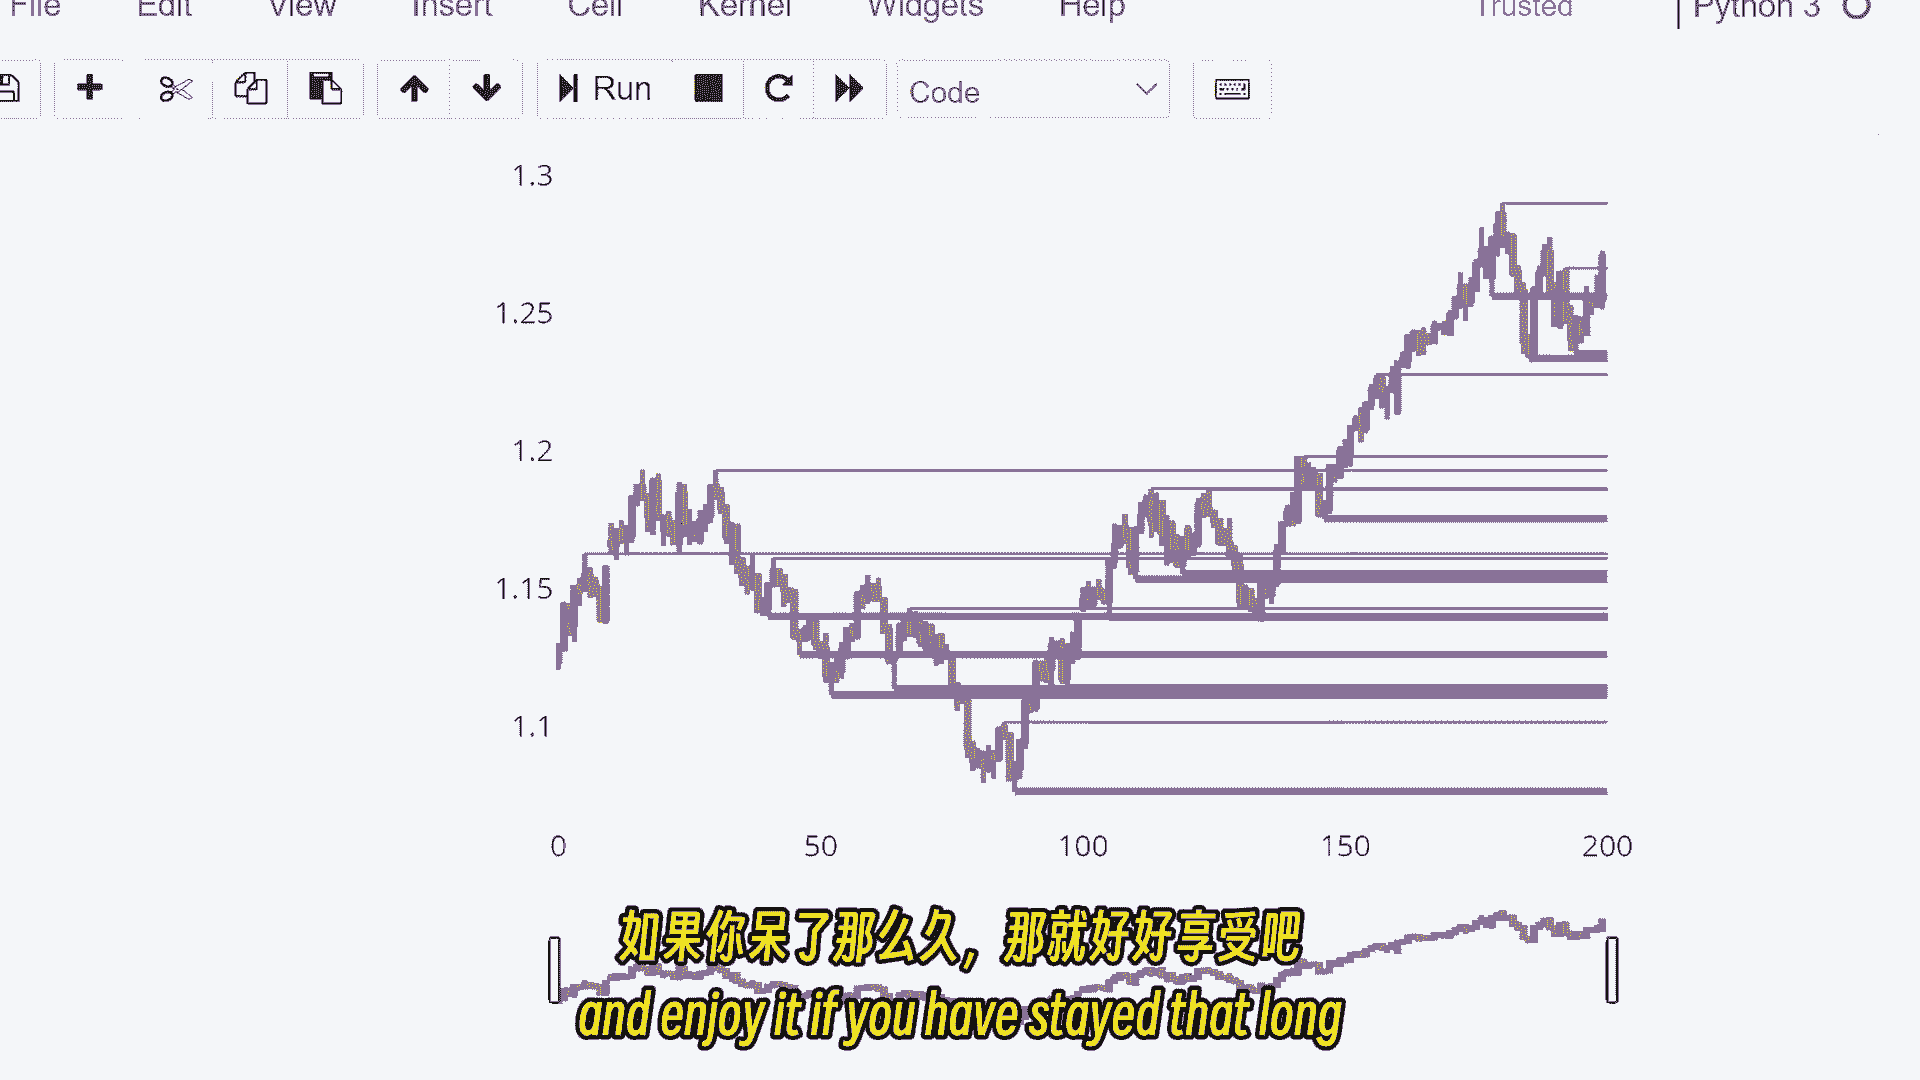 File Edit View Insert Cell Kernel Widgets Help Trusted Python 3
Run Code
1.3
1.25
1.2
1.15
1.1
0 50 100 150 200
如果你呆了那么久，那就好好享受吧
and enjoy it if you have stayed that long